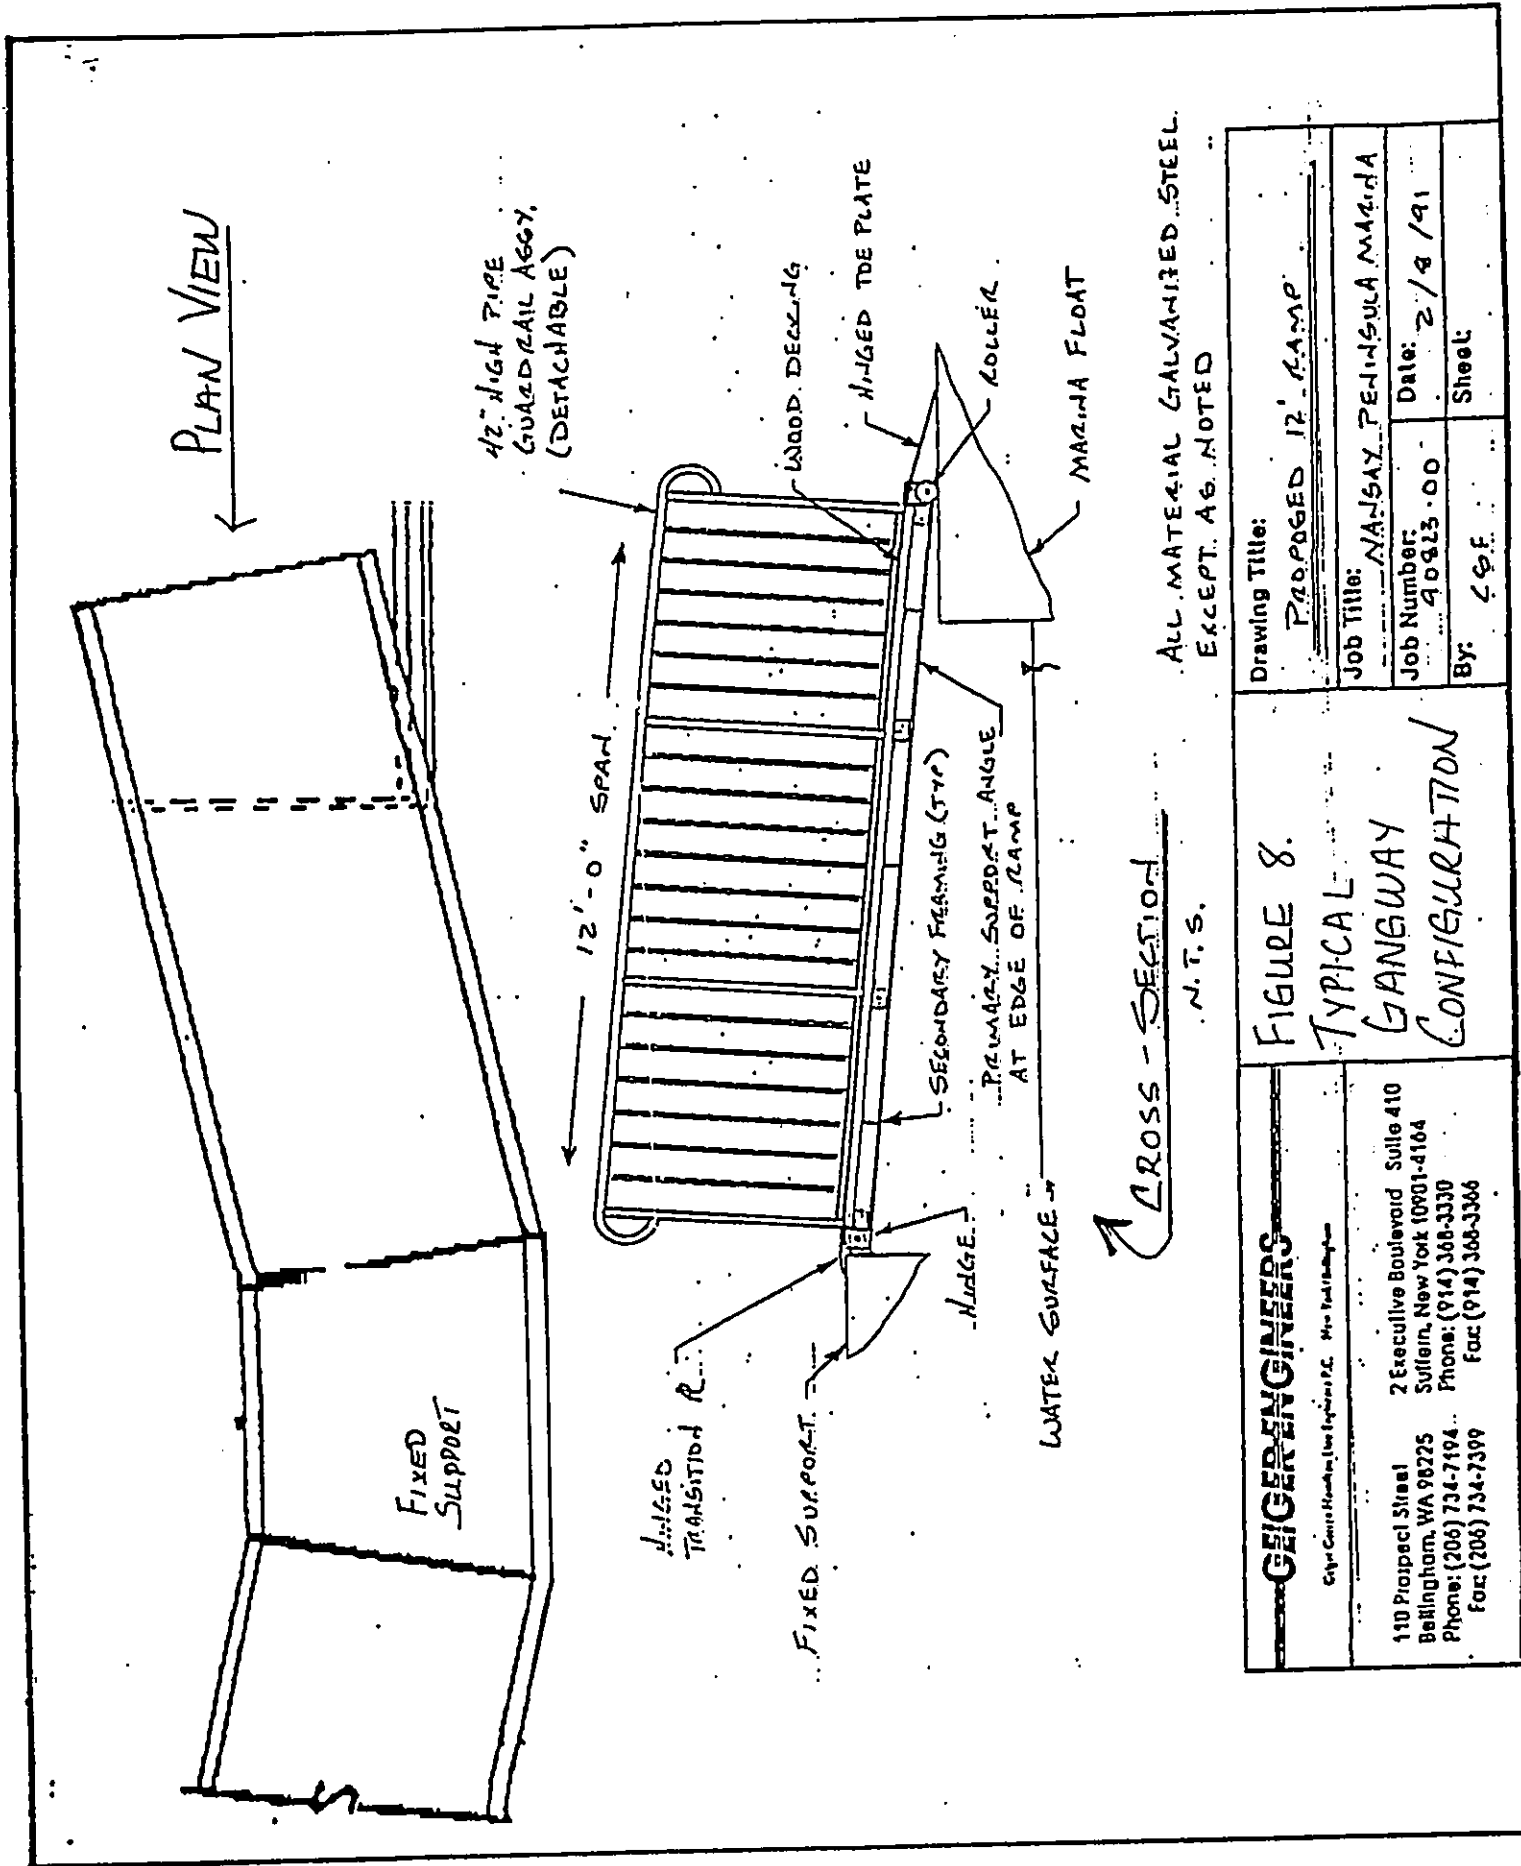 PLAN VIEW
42" HIGH PIPE
GUARDRAIL ASSY.
(DETACHABLE)
12'-0" SPAN
WOOD DECKING
HINGED TOE PLATE
ROLLER
MARINA FLOAT
FIXED
SUPPORT
HINGED
TRANSITION PL
FIXED SUPPORT
HINGE
SECONDARY FRAMING (TYP)
PRIMARY SUPPORT ANGLE
AT EDGE OF RAMP
WATER SURFACE
CROSS-SECTION
N.T.S.
ALL MATERIAL GALVANIZED STEEL
EXCEPT AS NOTED
GEIGER ENGINEERS
110 Prospect Street
Bellingham, WA 98225
Phone: (206) 734-7194
Fax: (206) 734-7399
2 Executive Boulevard Suite 410
Suffern, New York 10901-4164
Phone: (914) 368-3330
Fax: (914) 368-3366
FIGURE 8.
TYPICAL
GANGWAY
CONFIGURATION
Drawing Title:
PROPOSED 12' RAMP
Job Title:
NANSAY PENINSULA MARINA
Job Number:
90823.00
Date:
2/8/91
By:
CSF
Sheet: